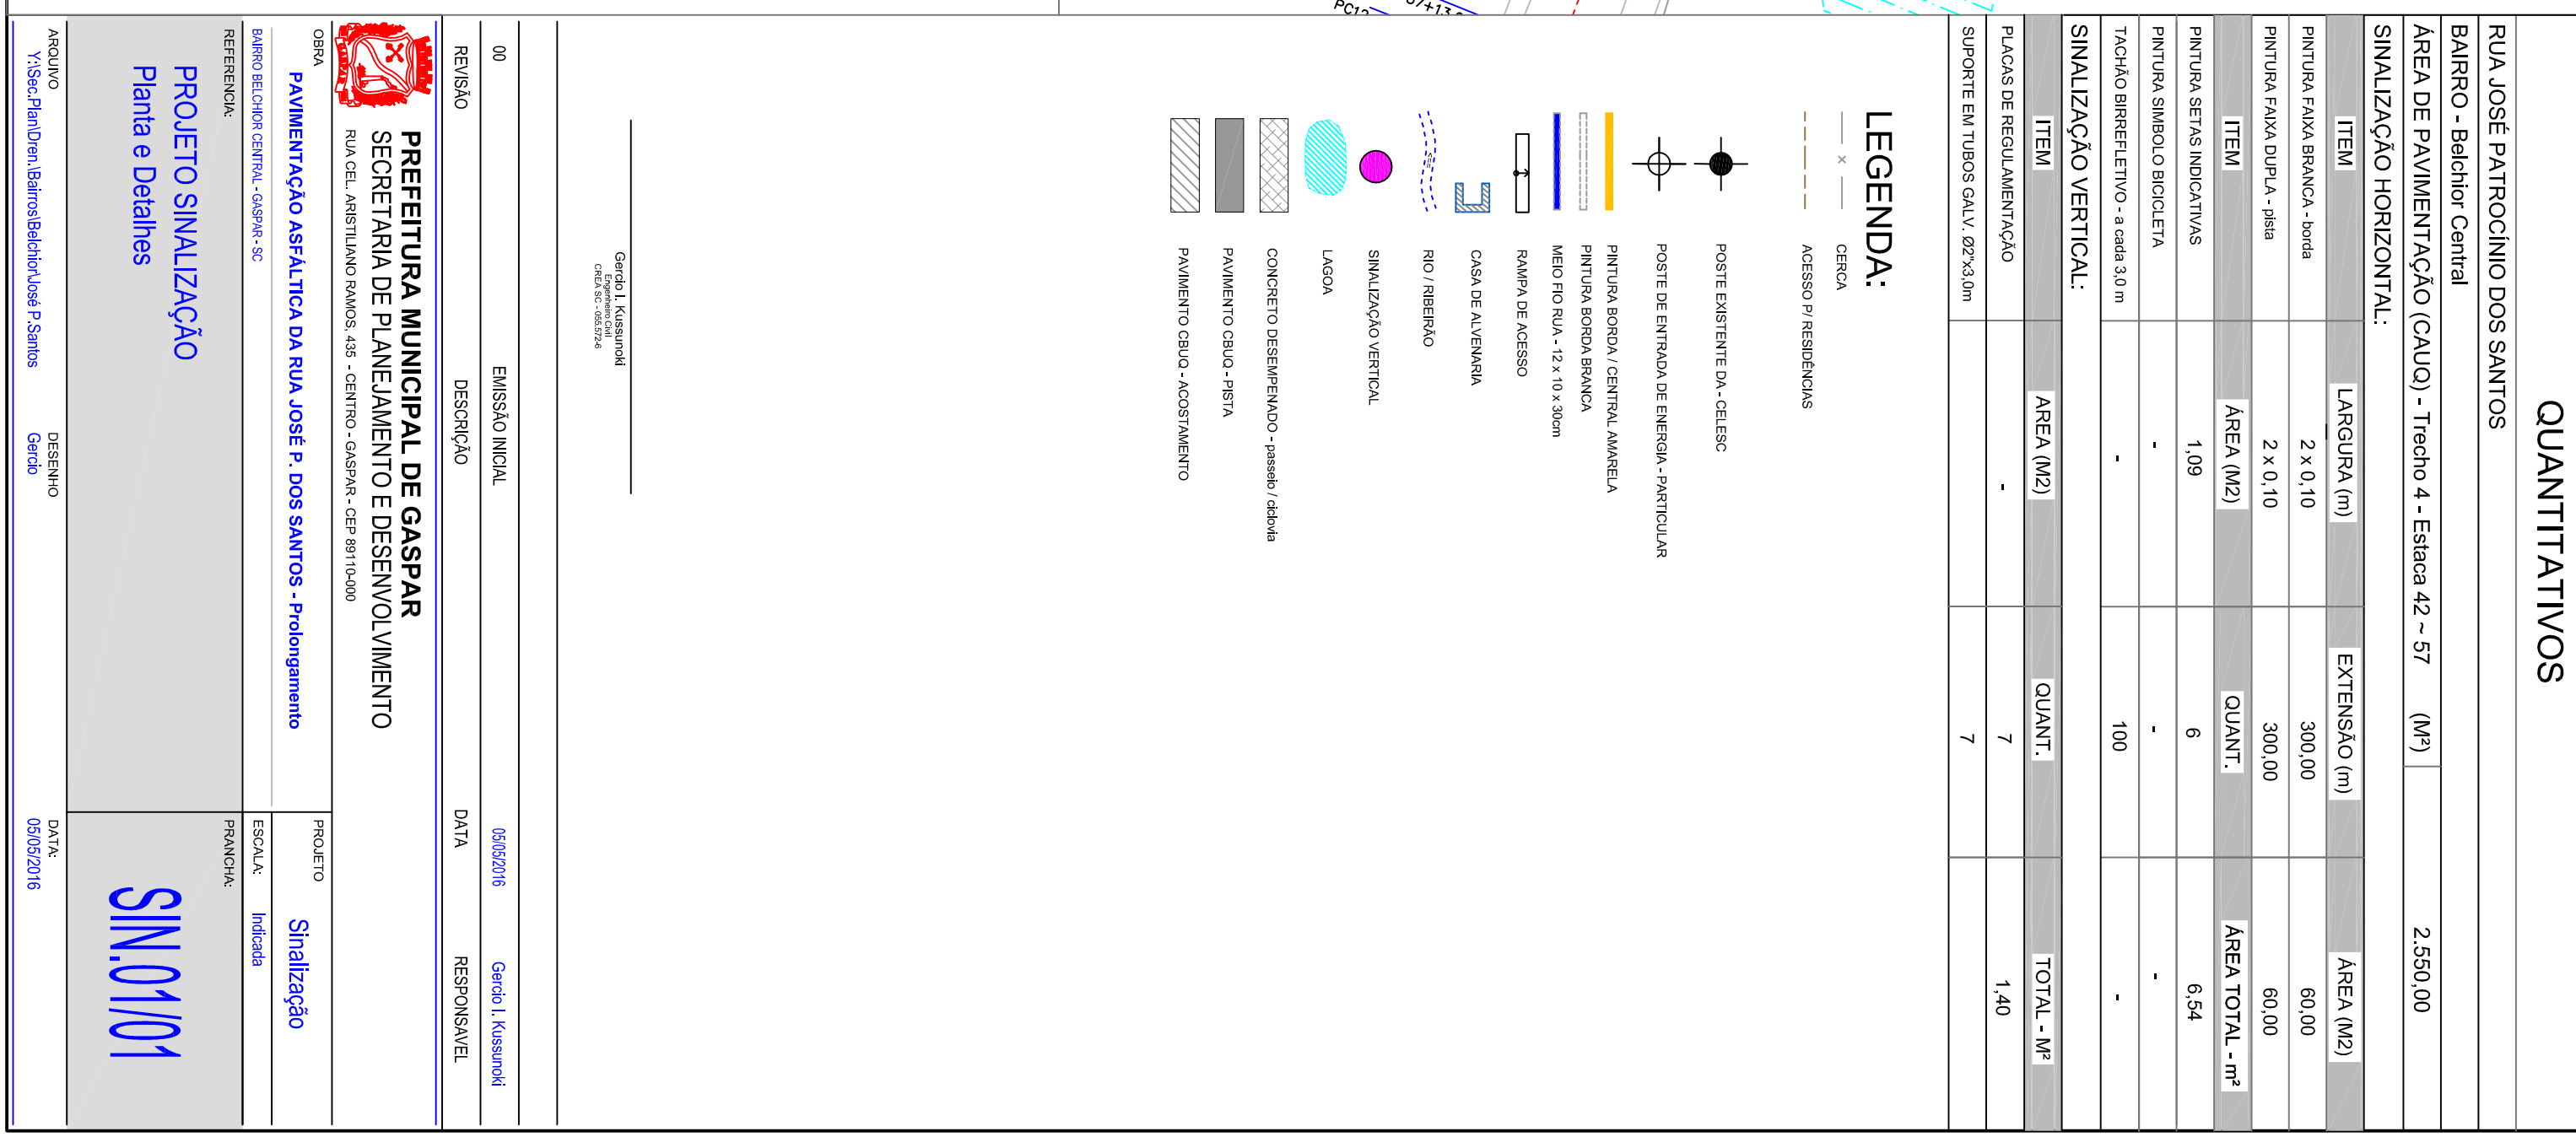 QUANTITATIVOS
RUA JOSÉ PATROCÍNIO DOS SANTOS
BAIRRO - Belchior Central
ÁREA DE PAVIMENTAÇÃO (CAUQ) - Trecho 4 - Estaca 42 ~ 57 (M²) 2.550,00
SINALIZAÇÃO HORIZONTAL:
ITEM LARGURA (m) EXTENSÃO (m) ÁREA (M2)
PINTURA FAIXA BRANCA - borda 2 x 0,10 300,00 60,00
PINTURA FAIXA DUPLA - pista 2 x 0,10 300,00 60,00
ITEM ÁREA (M2) QUANT. ÁREA TOTAL - m²
PINTURA SETAS INDICATIVAS 1,09 6 6,54
PINTURA SIMBOLO BICICLETA - - -
TACHÃO BIRREFLETIVO - a cada 3,0 m - 100 -
SINALIZAÇÃO VERTICAL:
ITEM AREA (M2) QUANT. TOTAL - M²
PLACAS DE REGULAMENTAÇÃO - 7 1,40
SUPORTE EM TUBOS GALV. Ø2"x3,0m 7
LEGENDA:
CERCA
ACESSO P/ RESIDÊNCIAS
POSTE EXISTENTE DA - CELESC
POSTE DE ENTRADA DE ENERGIA - PARTICULAR
PINTURA BORDA / CENTRAL AMARELA
PINTURA BORDA BRANCA
MEIO FIO RUA - 12 x 10 x 30cm
RAMPA DE ACESSO
CASA DE ALVENARIA
RIO / RIBEIRÃO
SINALIZAÇÃO VERTICAL
LAGOA
CONCRETO DESEMPENADO - passeio / ciclovia
PAVIMENTO CBUQ - PISTA
PAVIMENTO CBUQ - ACOSTAMENTO
Gercio I. Kussunoki
Engenheiro Civil
CREA SC - 055.572-6
00 EMISSÃO INICIAL 05/05/2016 Gercio I. Kussunoki
REVISÃO DESCRIÇÃO DATA RESPONSAVEL
PREFEITURA MUNICIPAL DE GASPAR
SECRETARIA DE PLANEJAMENTO E DESENVOLVIMENTO
RUA CEL. ARISTILIANO RAMOS, 435 - CENTRO - GASPAR - CEP 89110-000
OBRA
PAVIMENTAÇÃO ASFÁLTICA DA RUA JOSÉ P. DOS SANTOS - Prolongamento
BAIRRO BELCHIOR CENTRAL - GASPAR - SC
PROJETO
Sinalização
ESCALA: Indicada
REFERENCIA:
PROJETO SINALIZAÇÃO
Planta e Detalhes
PRANCHA:
SIN.01/01
ARQUIVO
Y:\Sec.Plan\Dren.\Bairros\Belchior\José P.Santos
DESENHO
Gercio
DATA:
05/05/2016